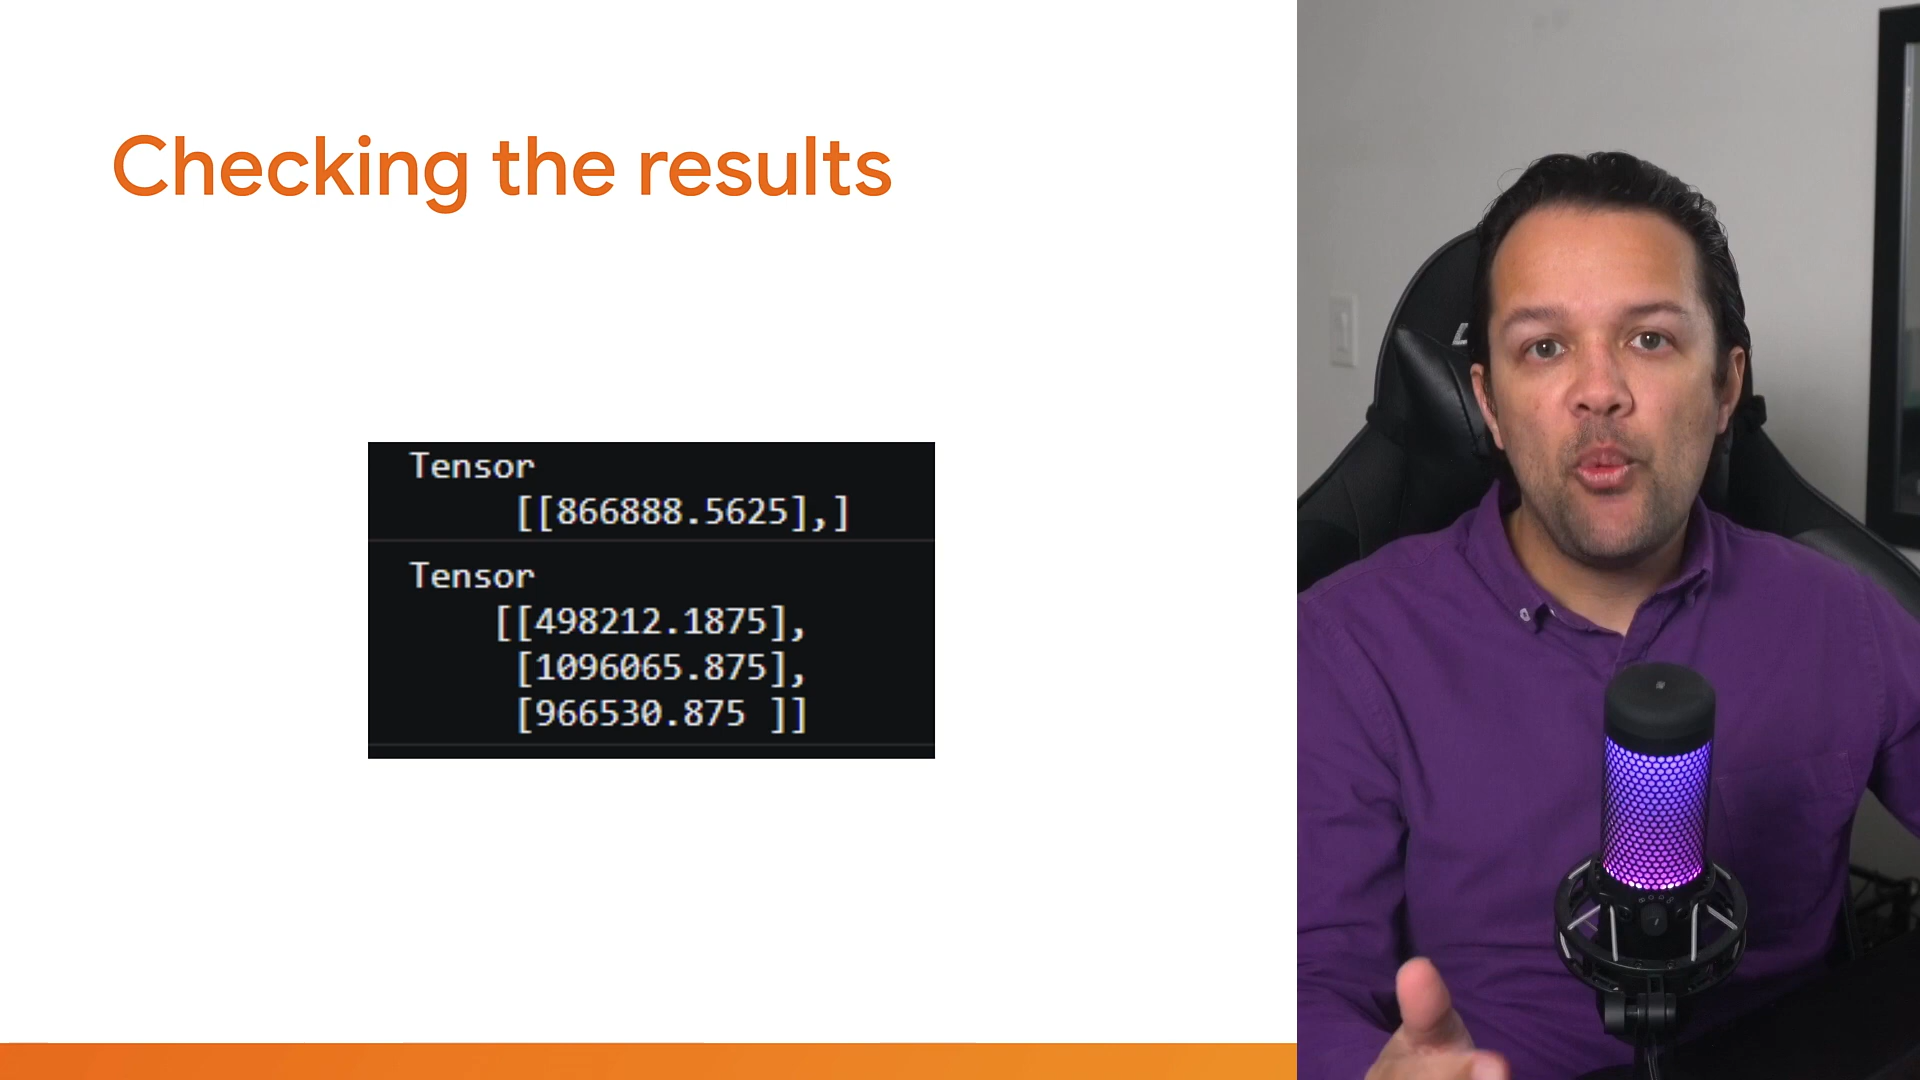 Checking the results
Tensor
[[866888.5625],]
Tensor
[[498212.1875],
[1096065.875],
[966530.875 ]]